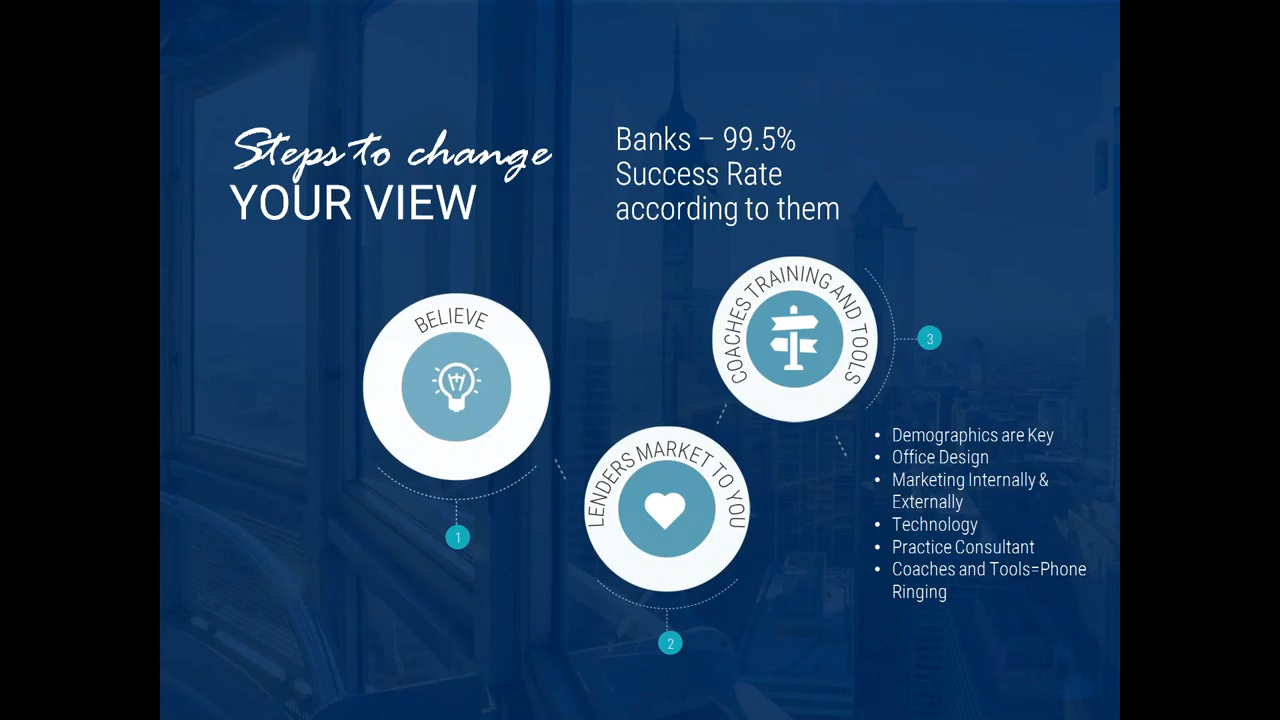 Steps to change
YOUR VIEW
Banks – 99.5%
Success Rate
according to them
BELIEVE
1
LENDERS MARKET TO YOU
2
COACHES TRAINING AND TOOLS
3
• Demographics are Key
• Office Design
• Marketing Internally &
Externally
• Technology
• Practice Consultant
• Coaches and Tools=Phone
Ringing